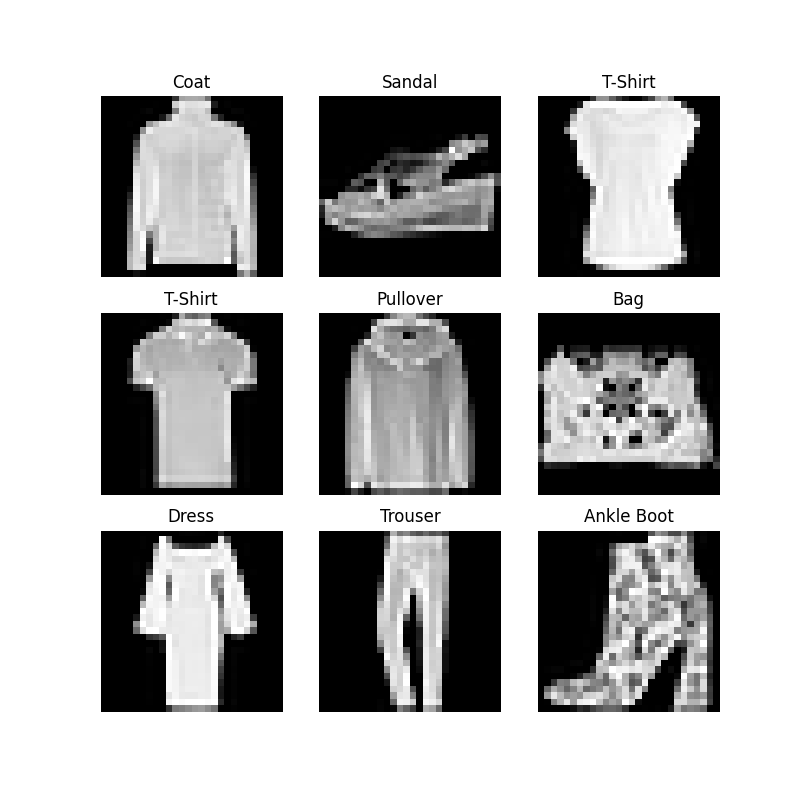 Coat
Sandal
T-Shirt
T-Shirt
Pullover
Bag
Dress
Trouser
Ankle Boot